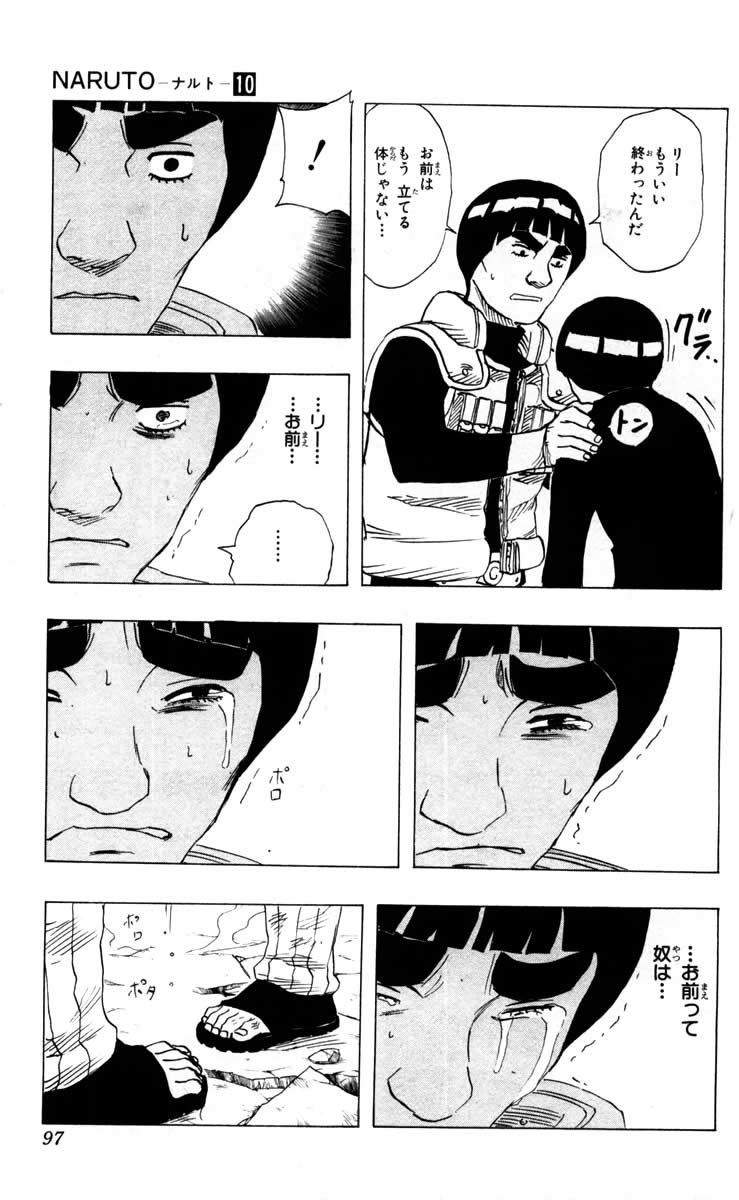 NARUTO—ナルト—10
リー
もういい
終わったんだ
お前は
もう 立てる
体じゃない…
グラ
トン
!
…リー…
…お前…
……
ポロ
…お前って
奴は…
ポロ
ポタ
97